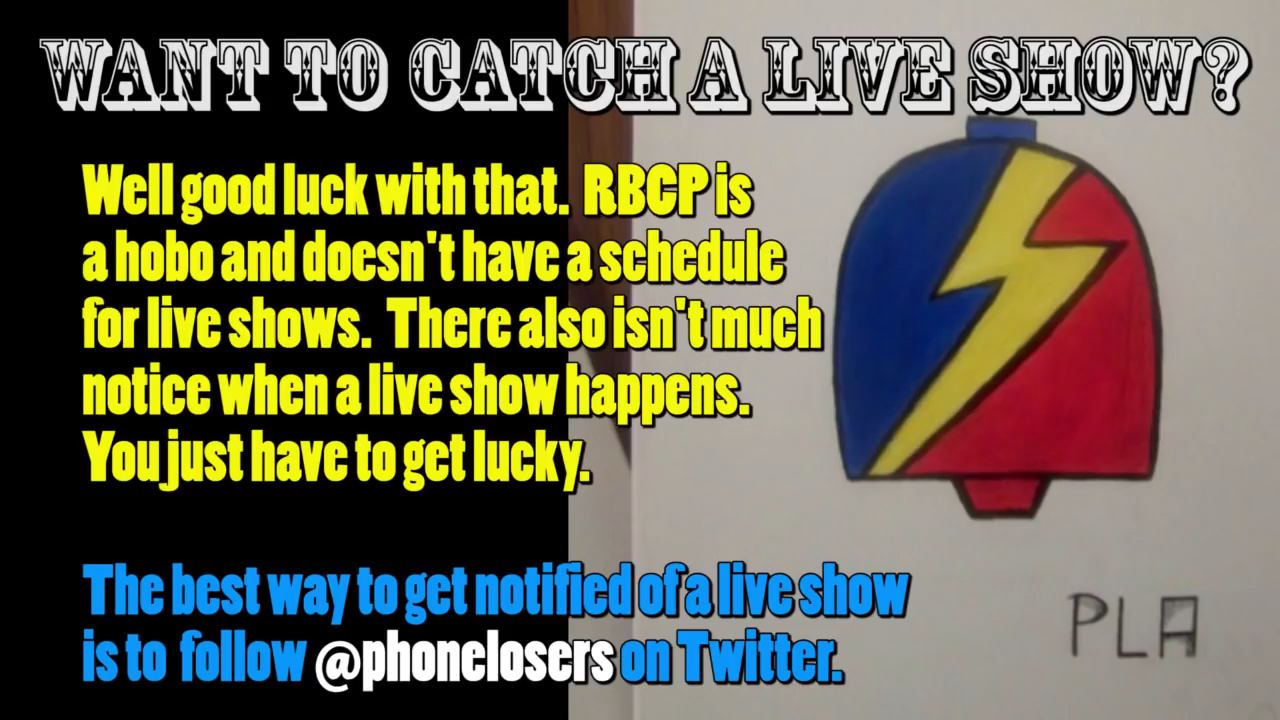 WANT TO CATCH A LIVE SHOW?
Well good luck with that. RBCP is
a hobo and doesn't have a schedule
for live shows. There also isn't much
notice when a live show happens.
You just have to get lucky.
The best way to get notified of a live show
is to follow @phonelosers on Twitter.
PLA